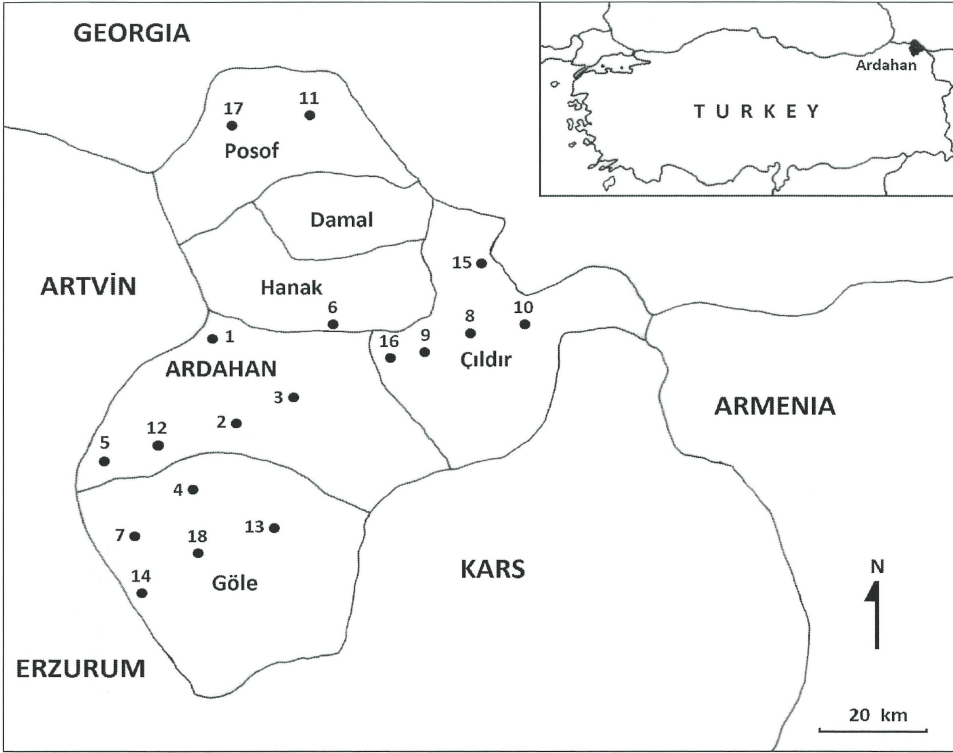 GEORGIA
Ardahan
T U R K E Y
17
11
Posof
Damal
ARTVİN
Hanak
15
6
10
8
1
16
9
Çıldır
ARDAHAN
3
ARMENIA
2
12
5
4
7
18
13
KARS
14
Göle
N
ERZURUM
20 km